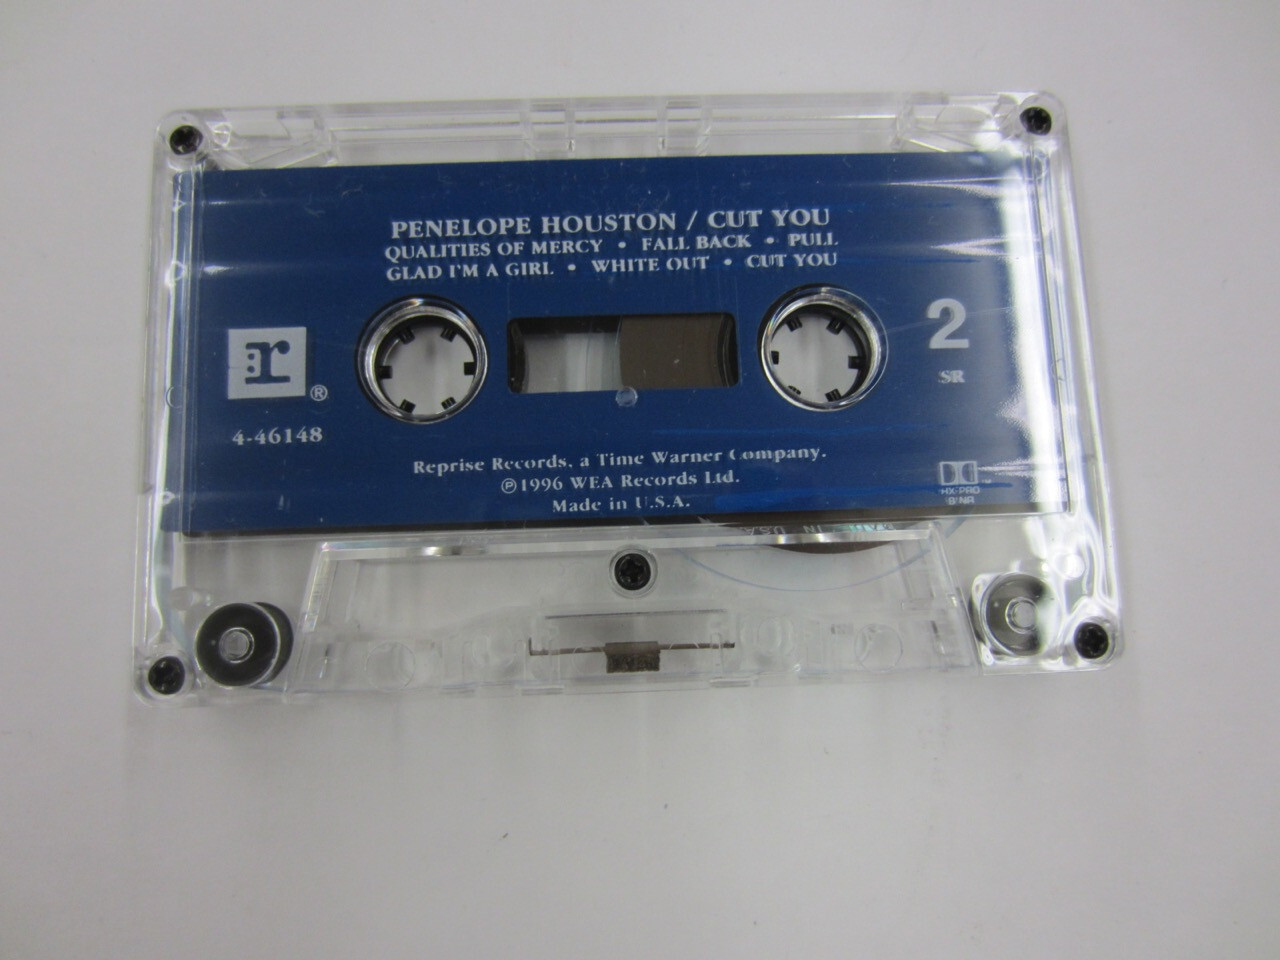 PENELOPE HOUSTON / CUT YOU
QUALITIES OF MERCY • FALL BACK • PULL
GLAD I'M A GIRL • WHITE OUT • CUT YOU
r
®
2
SR
4-46148
Reprise Records, a Time Warner Company.
℗1996 WEA Records Ltd.
Made in U.S.A.
HX PRO
B NR
IN U.S.A.